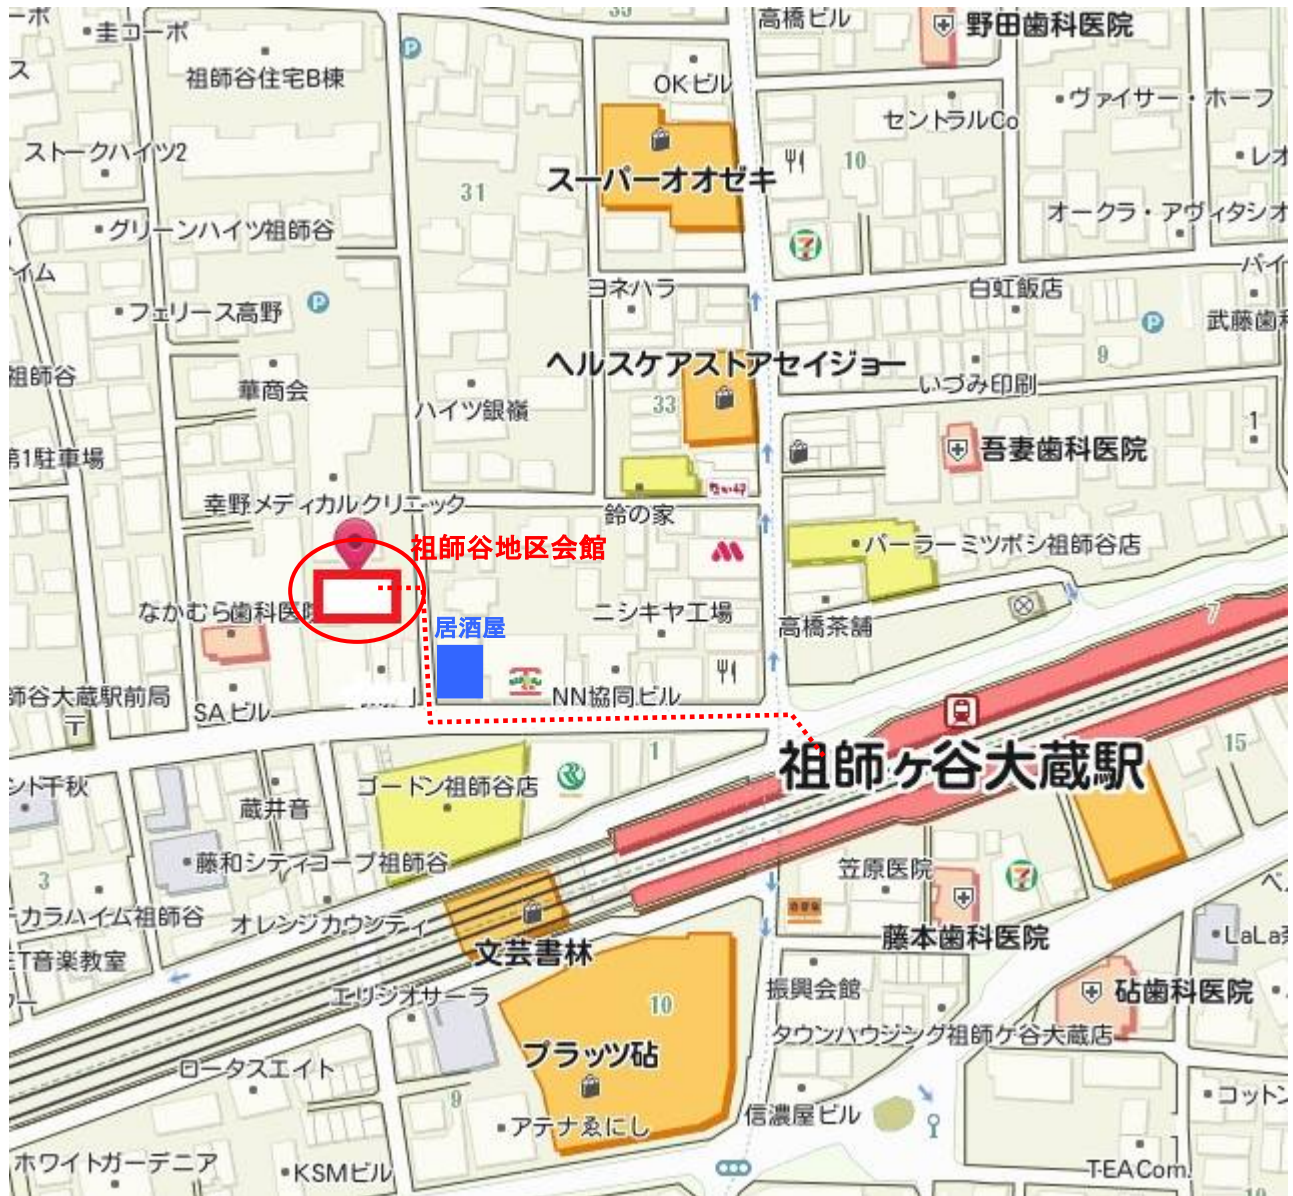 35
高橋ビル
野田歯科医院
圭コーポ
祖師谷住宅B棟
OKビル
ヴァイサー・ホーフ
セントラルCo
ストークハイツ2
スーパーオオゼキ
10
31
グリーンハイツ祖師谷
オークラ・アヴィタシオ
7
ヨネハラ
白虹飯店
フェリース高野
武藤歯科
ヘルスケアストアセイジョー
9
祖師谷
華商会
いづみ印刷
ハイツ銀嶺
33
1
第1駐車場
吾妻歯科医院
幸野メディカルクリニック
鈴の家
祖師谷地区会館
パーラーミツボシ祖師谷店
なかむら歯科医院
ニシキヤ工場
高橋茶舗
7
居酒屋
師谷大蔵駅前局
SAビル
NN協同ビル
祖師ヶ谷大蔵駅
1
15
ンド千秋
蔵井音
ゴードン祖師谷店
藤和シティコープ祖師谷
笠原医院
7
3
カラハイム祖師谷
オレンジカウンティ
文芸書林
藤本歯科医院
LaLa
T音楽教室
エリジオサーラ
10
振興会館
砧歯科医院
タウンハウジング祖師ケ谷大蔵店
プラッツ砧
ロータスエイト
9
アテナゑにし
信濃屋ビル
コットン
ホワイトガーデニア
KSMビル
TEACom.